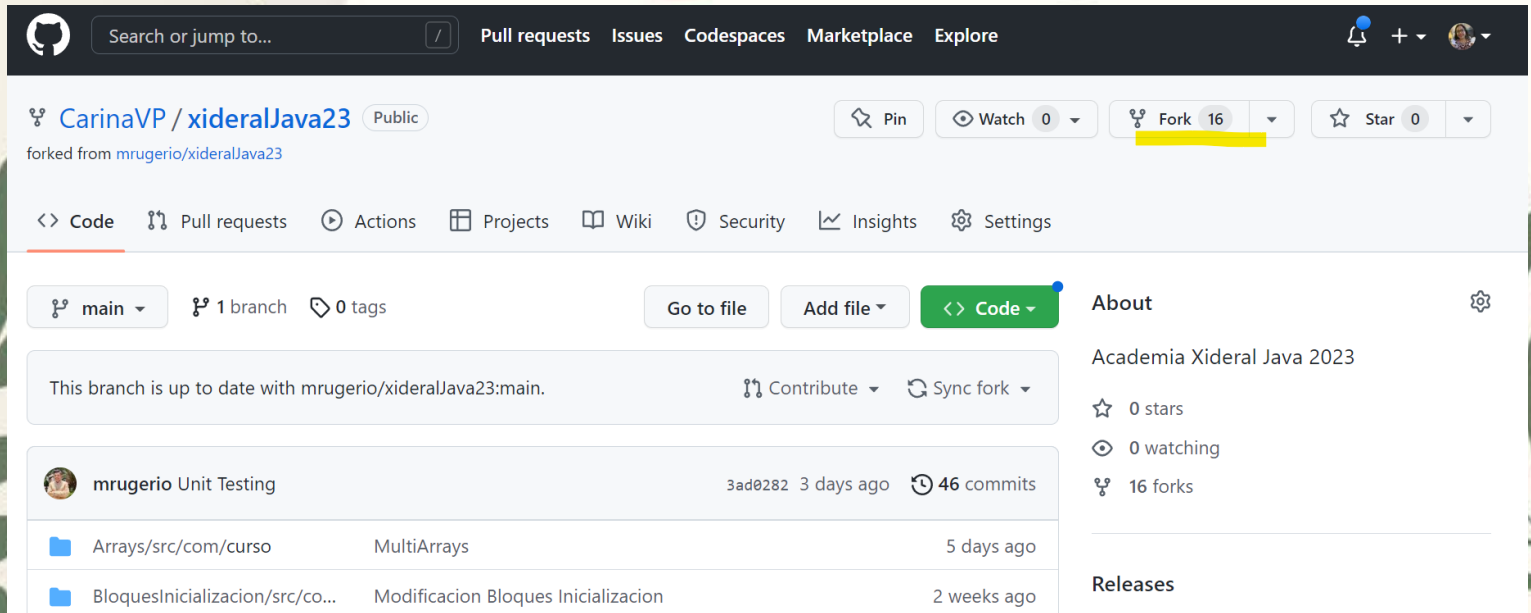 Search or jump to... /
Pull requests Issues Codespaces Marketplace Explore
CarinaVP / xideralJava23 Public
Pin Watch 0 Fork 16 Star 0
forked from mrugerio/xideralJava23
Code Pull requests Actions Projects Wiki Security Insights Settings
main 1 branch 0 tags Go to file Add file Code
About
Academia Xideral Java 2023
This branch is up to date with mrugerio/xideralJava23:main. Contribute Sync fork
0 stars
0 watching
16 forks
mrugerio Unit Testing 3ad0282 3 days ago 46 commits
Arrays/src/com/curso MultiArrays 5 days ago
BloquesInicializacion/src/co... Modificacion Bloques Inicializacion 2 weeks ago
Releases